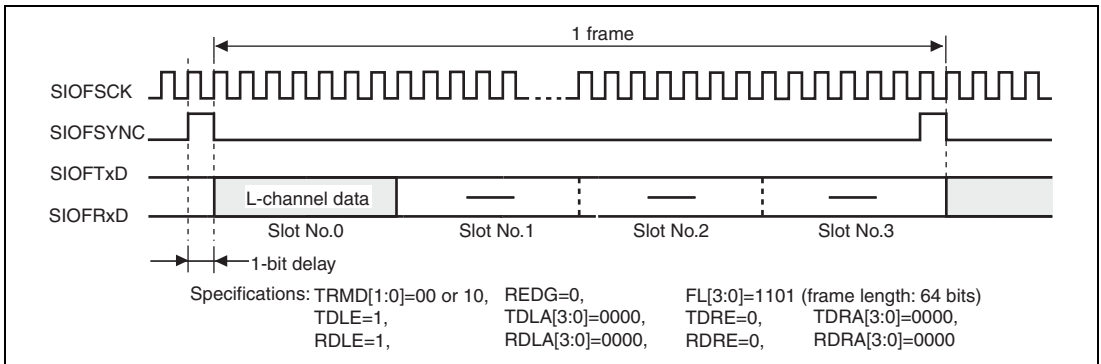 1 frame
SIOFSCK
SIOFSYNC
SIOFTxD
L-channel data
SIOFRxD
Slot No.0 Slot No.1 Slot No.2 Slot No.3
1-bit delay
Specifications: TRMD[1:0]=00 or 10, REDG=0, FL[3:0]=1101 (frame length: 64 bits)
TDLE=1, TDLA[3:0]=0000, TDRE=0, TDRA[3:0]=0000,
RDLE=1, RDLA[3:0]=0000, RDRE=0, RDRA[3:0]=0000